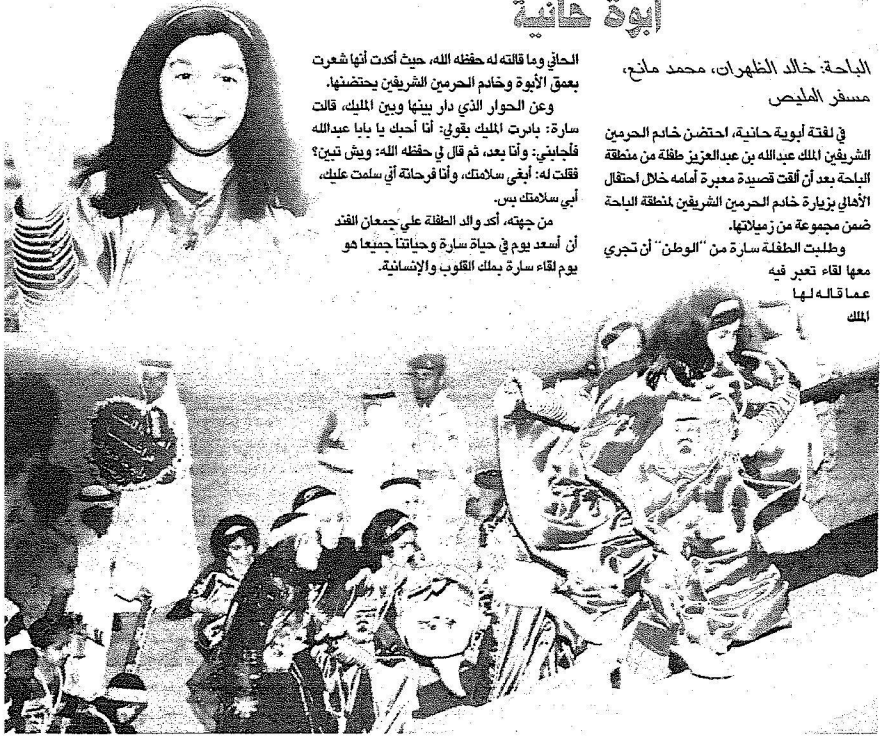 أبوة حانية
الباحة: خالد الظهران، محمد مانع،
مسفر المليص
في لفتة أبوية حانية، احتضن خادم الحرمين
الشريفين الملك عبدالله بن عبدالعزيز طفلة من منطقة
الباحة بعد أن ألقت قصيدة معبرة أمامه خلال احتفال
الأهالي بزيارة خادم الحرمين الشريفين لمنطقة الباحة
ضمن مجموعة من زميلاتها.
وطلبت الطفلة سارة من "الوطن" أن تجري
معها لقاء تعبر فيه
عما قاله لها
الملك
الحاني وما قالته له حفظه الله، حيث أكدت أنها شعرت
بعمق الأبوة وخادم الحرمين الشريفين يحتضنها.
وعن الحوار الذي دار بينها وبين المليك، قالت
سارة: بادرت المليك بقولي: أنا أحبك يا بابا عبدالله
فأجابني: وأنا بعد، ثم قال لي حفظه الله: ويش تبين؟
فقلت له: أبغى سلامتك، وأنا فرحانة أني سلمت عليك،
أبي سلامتك بس.
من جهته، أكد والد الطفلة علي جمعان الفند
أن أسعد يوم في حياة سارة وحياتنا جميعا هو
يوم لقاء سارة بملك القلوب والإنسانية.